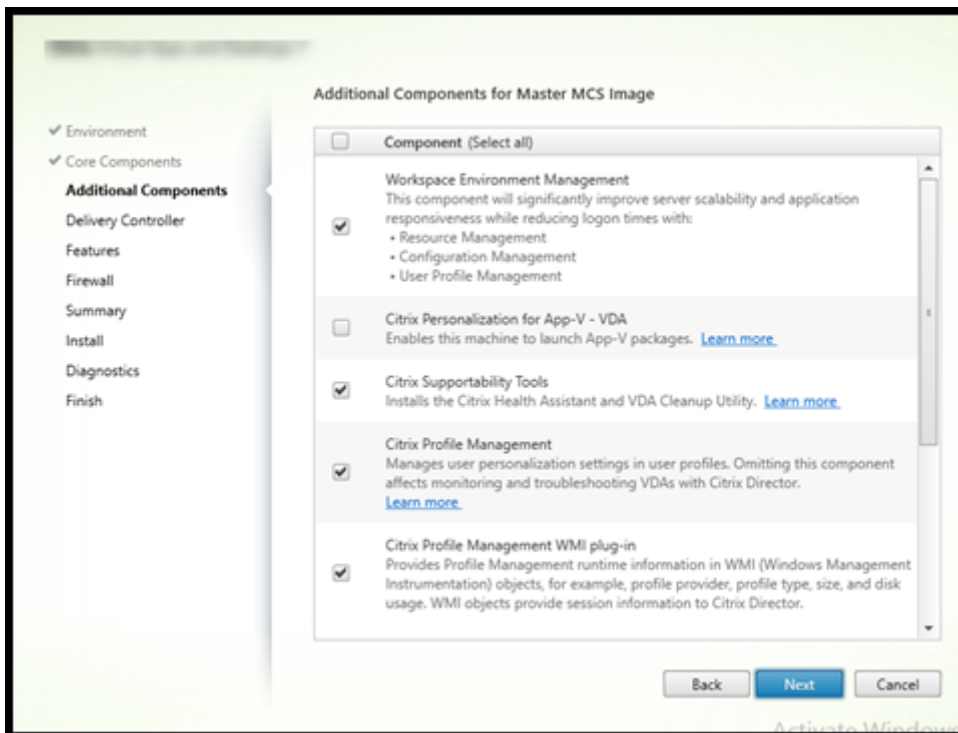 Additional Components for Master MCS Image
Environment
Core Components
Additional Components
Delivery Controller
Features
Firewall
Summary
Install
Diagnostics
Finish
Component (Select all)
Workspace Environment Management
This component will significantly improve server scalability and application
responsiveness while reducing logon times with:
• Resource Management
• Configuration Management
• User Profile Management
Citrix Personalization for App-V - VDA
Enables this machine to launch App-V packages. Learn more
Citrix Supportability Tools
Installs the Citrix Health Assistant and VDA Cleanup Utility. Learn more
Citrix Profile Management
Manages user personalization settings in user profiles. Omitting this component
affects monitoring and troubleshooting VDAs with Citrix Director.
Learn more
Citrix Profile Management WMI plug-in
Provides Profile Management runtime information in WMI (Windows Management
Instrumentation) objects, for example, profile provider, profile type, size, and disk
usage. WMI objects provide session information to Citrix Director.
Back Next Cancel
Activate Windows